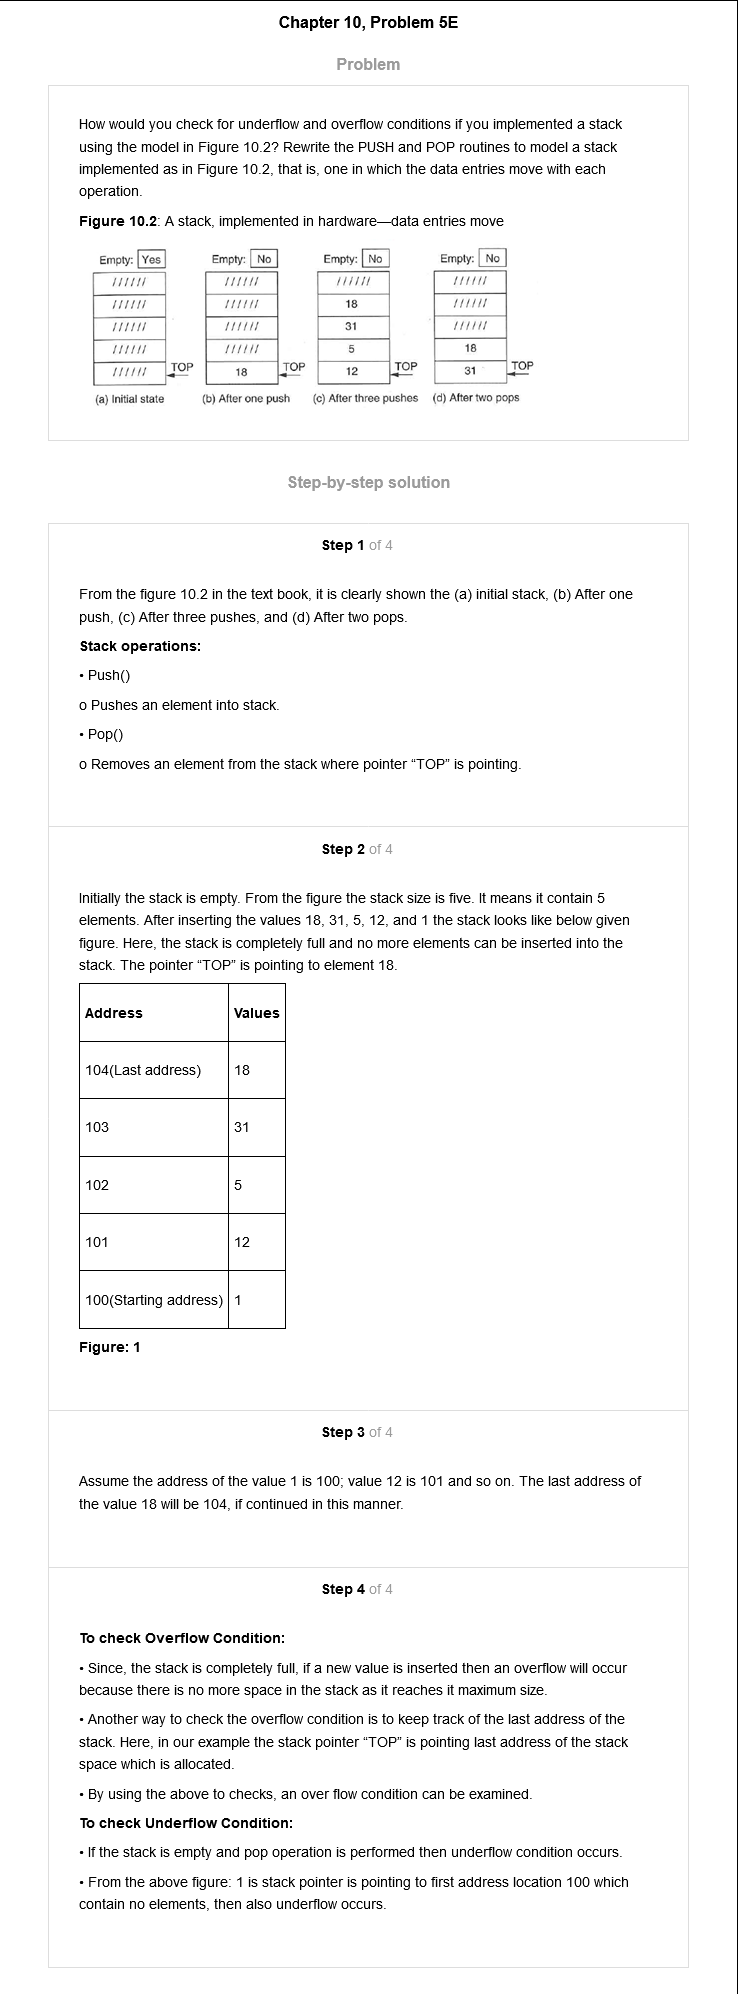 Chapter 10, Problem 5E
Problem
How would you check for underflow and overflow conditions if you implemented a stack
using the model in Figure 10.2? Rewrite the PUSH and POP routines to model a stack
implemented as in Figure 10.2, that is, one in which the data entries move with each
operation.
Figure 10.2: A stack, implemented in hardware—data entries move
Empty: Yes
Empty: No
Empty: No
Empty: No
//////
//////
//////
//////
//////
//////
18
//////
//////
//////
31
//////
//////
//////
5
18
//////
TOP
18
TOP
12
TOP
31
TOP
(a) Initial state
(b) After one push
(c) After three pushes
(d) After two pops
Step-by-step solution
Step 1 of 4
From the figure 10.2 in the text book, it is clearly shown the (a) initial stack, (b) After one
push, (c) After three pushes, and (d) After two pops.
Stack operations:
• Push()
o Pushes an element into stack.
• Pop()
o Removes an element from the stack where pointer “TOP” is pointing.
Step 2 of 4
Initially the stack is empty. From the figure the stack size is five. It means it contain 5
elements. After inserting the values 18, 31, 5, 12, and 1 the stack looks like below given
figure. Here, the stack is completely full and no more elements can be inserted into the
stack. The pointer “TOP” is pointing to element 18.
Address Values
104(Last address) 18
103 31
102 5
101 12
100(Starting address) 1
Figure: 1
Step 3 of 4
Assume the address of the value 1 is 100; value 12 is 101 and so on. The last address of
the value 18 will be 104, if continued in this manner.
Step 4 of 4
To check Overflow Condition:
• Since, the stack is completely full, if a new value is inserted then an overflow will occur
because there is no more space in the stack as it reaches it maximum size.
• Another way to check the overflow condition is to keep track of the last address of the
stack. Here, in our example the stack pointer “TOP” is pointing last address of the stack
space which is allocated.
• By using the above to checks, an over flow condition can be examined.
To check Underflow Condition:
• If the stack is empty and pop operation is performed then underflow condition occurs.
• From the above figure: 1 is stack pointer is pointing to first address location 100 which
contain no elements, then also underflow occurs.